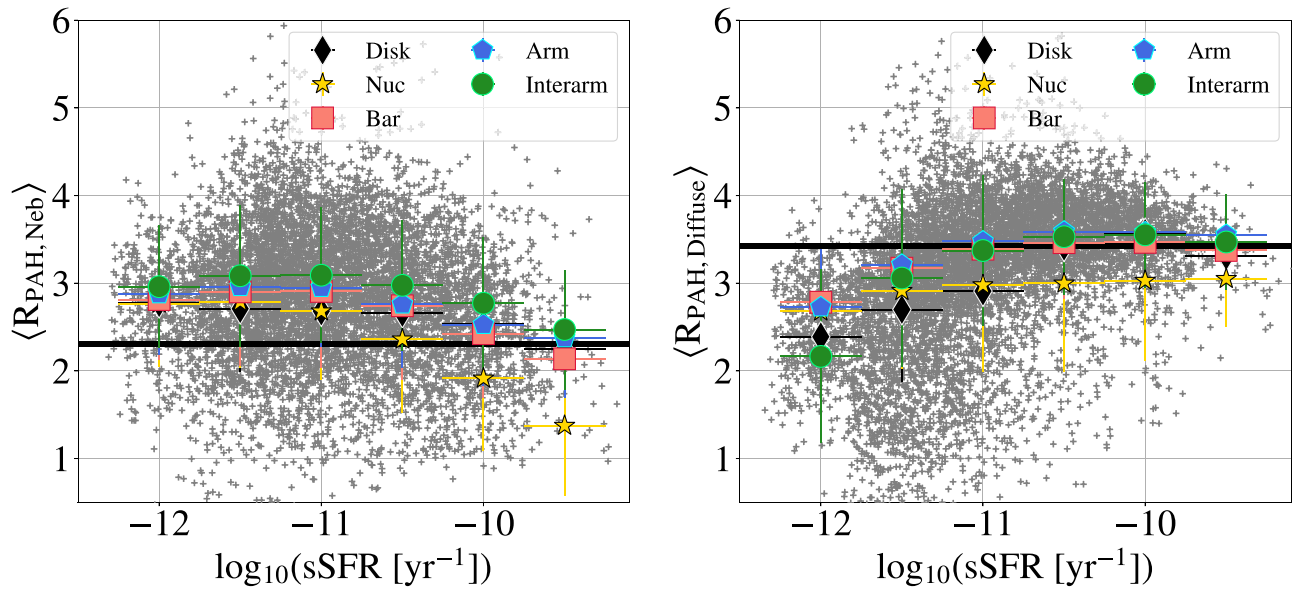 6
5
4
3
2
1
⟨R_PAH, Neb⟩
Disk
Nuc
Bar
Arm
Interarm
−12 −11 −10
log₁₀(sSFR [yr⁻¹])
6
5
4
3
2
1
⟨R_PAH, Diffuse⟩
Disk
Nuc
Bar
Arm
Interarm
−12 −11 −10
log₁₀(sSFR [yr⁻¹])